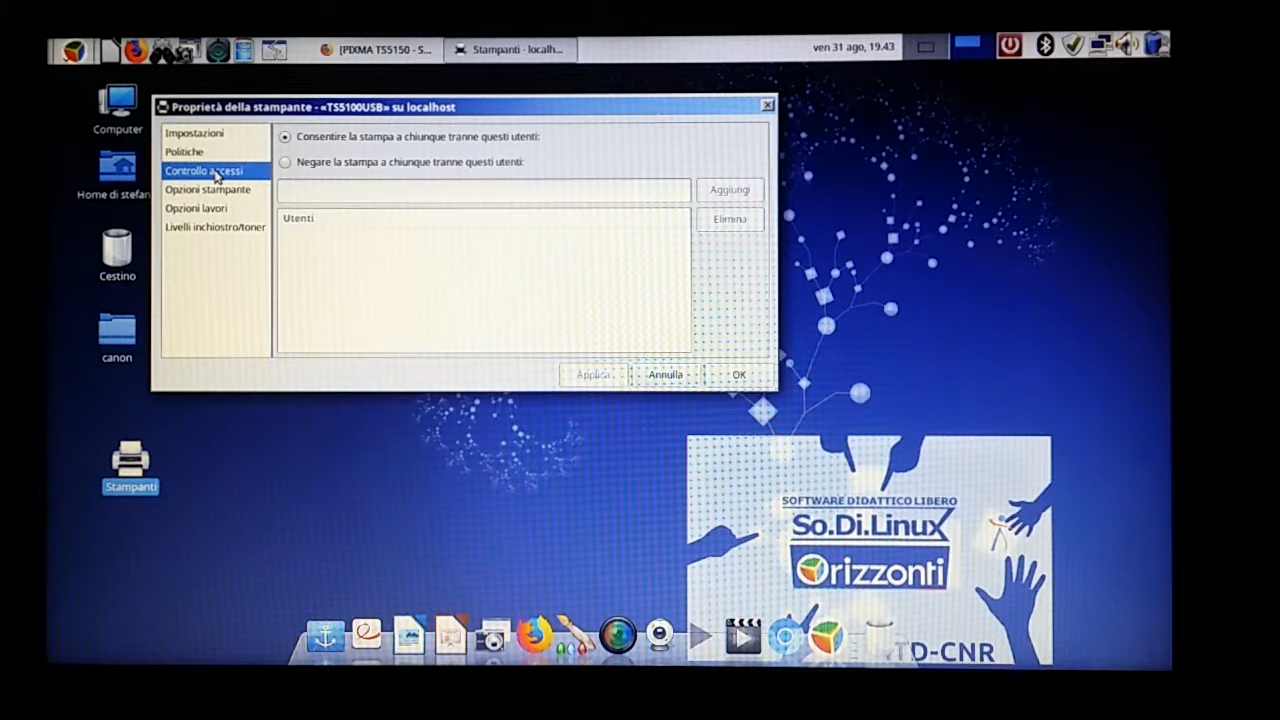 [PIXMA TS5150 - S...
Stampanti - localh...
ven 31 ago, 19.43
Computer
Home di stefan
Cestino
canon
Stampanti
Proprietà della stampante - «TS5100USB» su localhost
Impostazioni
Politiche
Controllo accessi
Opzioni stampante
Opzioni lavori
Livelli inchiostro/toner
Consentire la stampa a chiunque tranne questi utenti:
Negare la stampa a chiunque tranne questi utenti:
Aggiungi
Utenti
Elimina
Applica
Annulla
OK
SOFTWARE DIDATTICO LIBERO
So.Di.Linux
Orizzonti
TD-CNR